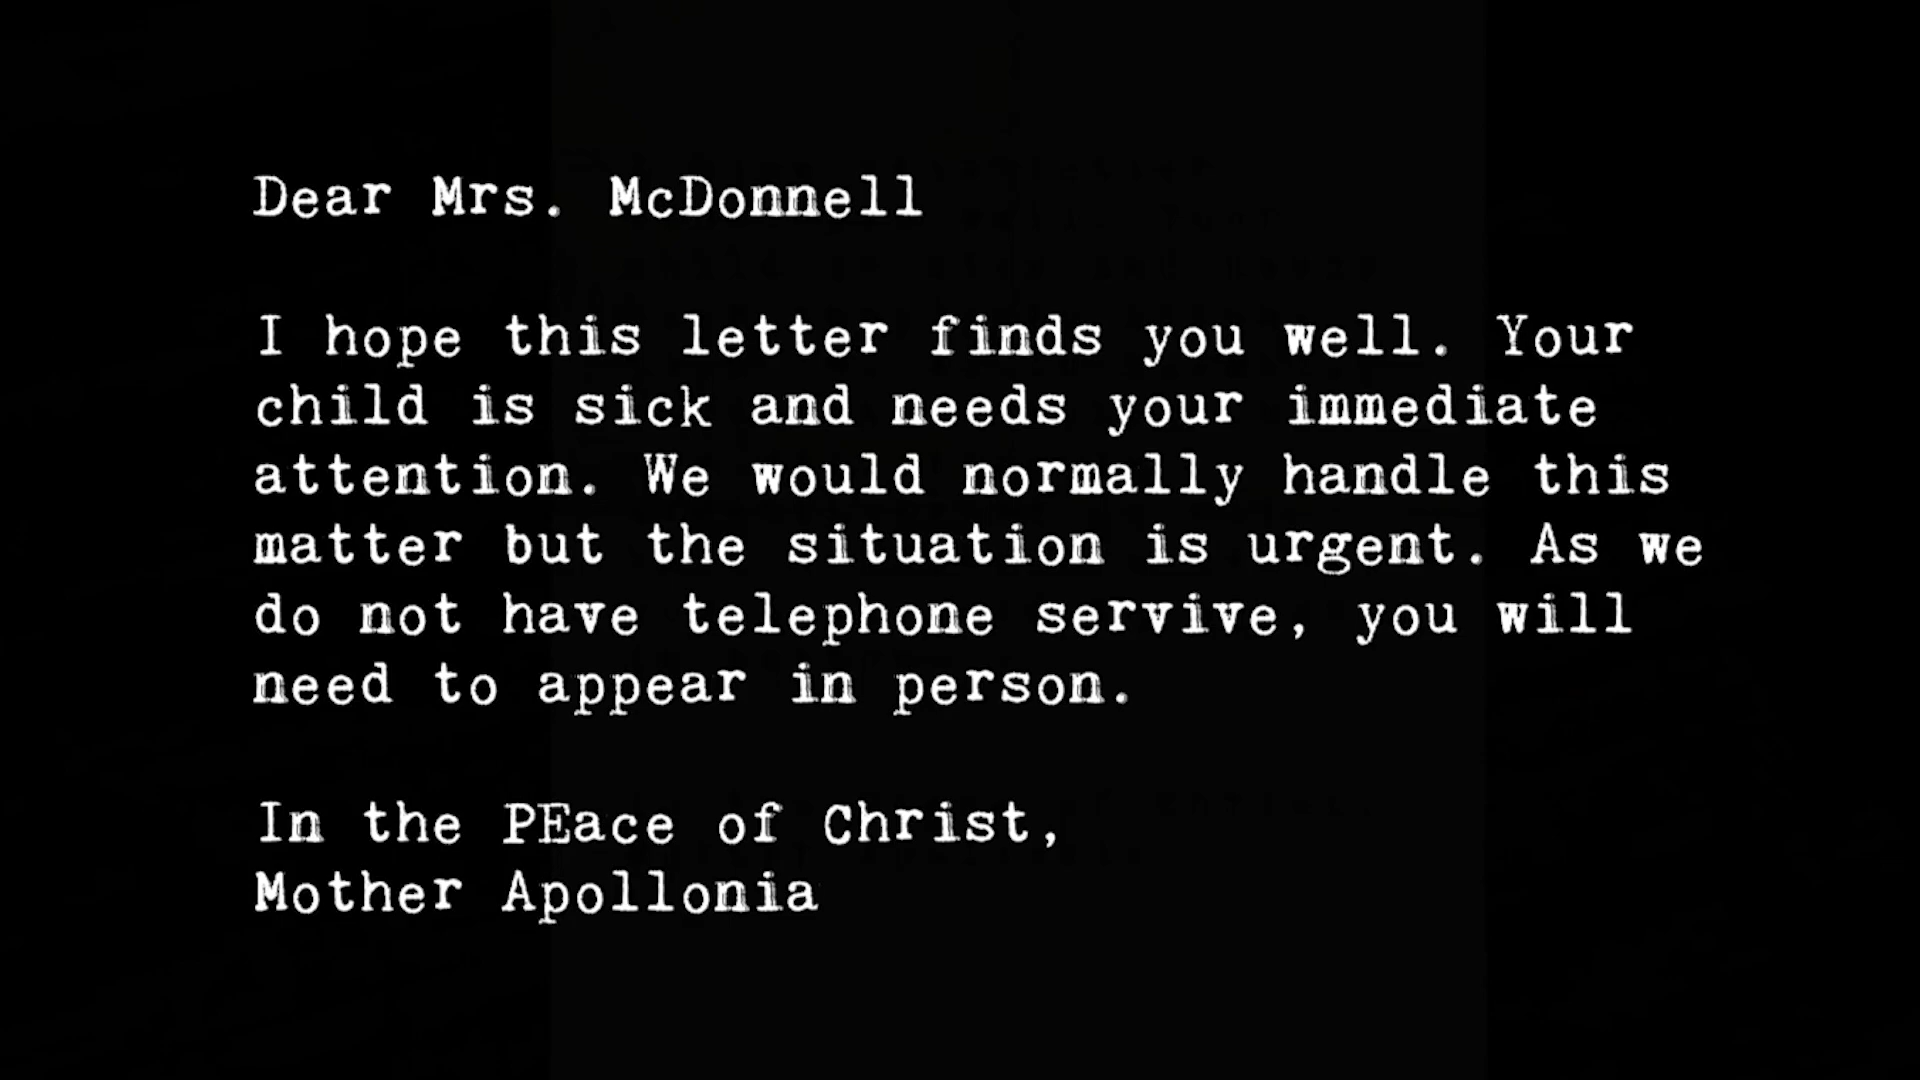 Dear Mrs. McDonnell
I hope this letter finds you well. Your
child is sick and needs your immediate
attention. We would normally handle this
matter but the situation is urgent. As we
do not have telephone servive, you will
need to appear in person.
In the PEace of Christ,
Mother Apollonia